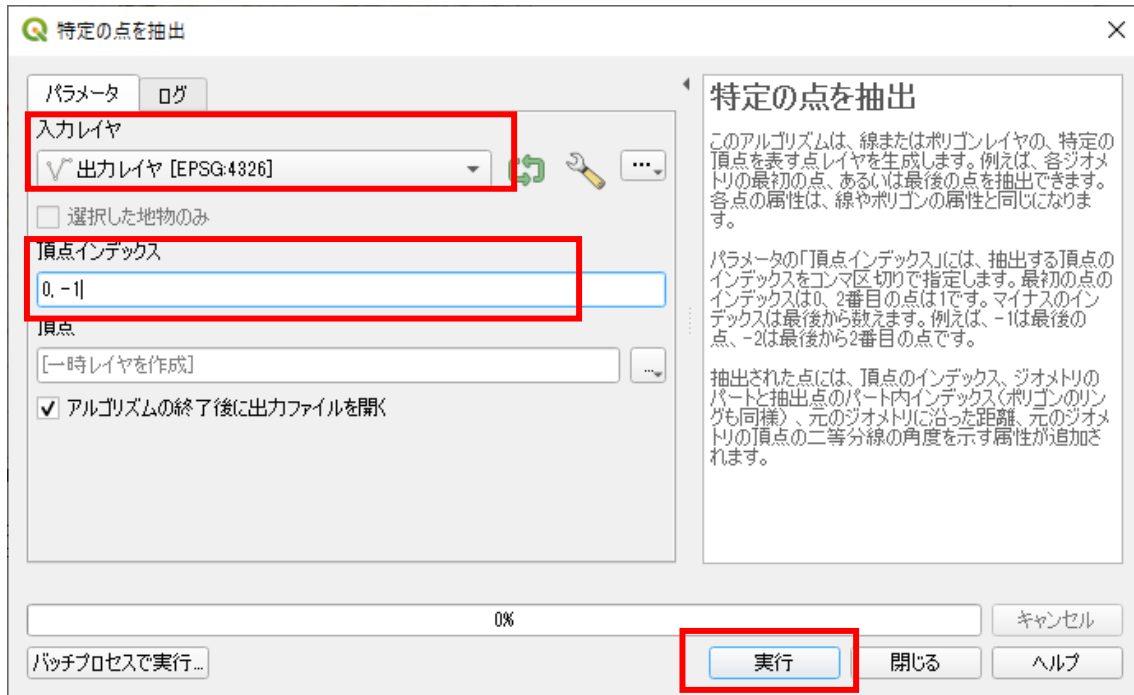 特定の点を抽出
パラメータ
ログ
入力レイヤ
出力レイヤ [EPSG:4326]
...
選択した地物のみ
頂点インデックス
0, -1
頂点
[一時レイヤを作成]
...
アルゴリズムの終了後に出力ファイルを開く
特定の点を抽出
このアルゴリズムは、線またはポリゴンレイヤの、特定の
頂点を表す点レイヤを生成します。例えば、各ジオメ
トリの最初の点、あるいは最後の点を抽出できます。
各点の属性は、線やポリゴンの属性と同じになりま
す。
パラメータの「頂点インデックス」には、抽出する頂点の
インデックスをコンマ区切りで指定します。最初の点の
インデックスは0、2番目の点は1です。マイナスのイン
デックスは最後から数えます。例えば、-1は最後の
点、-2は最後から2番目の点です。
抽出された点には、頂点のインデックス、ジオメトリの
パートと抽出点のパート内インデックス(ポリゴンのリン
グも同様)、元のジオメトリに沿った距離、元のジオメ
トリの頂点の二等分線の角度を示す属性が追加さ
れます。
0%
キャンセル
バッチプロセスで実行...
実行
閉じる
ヘルプ